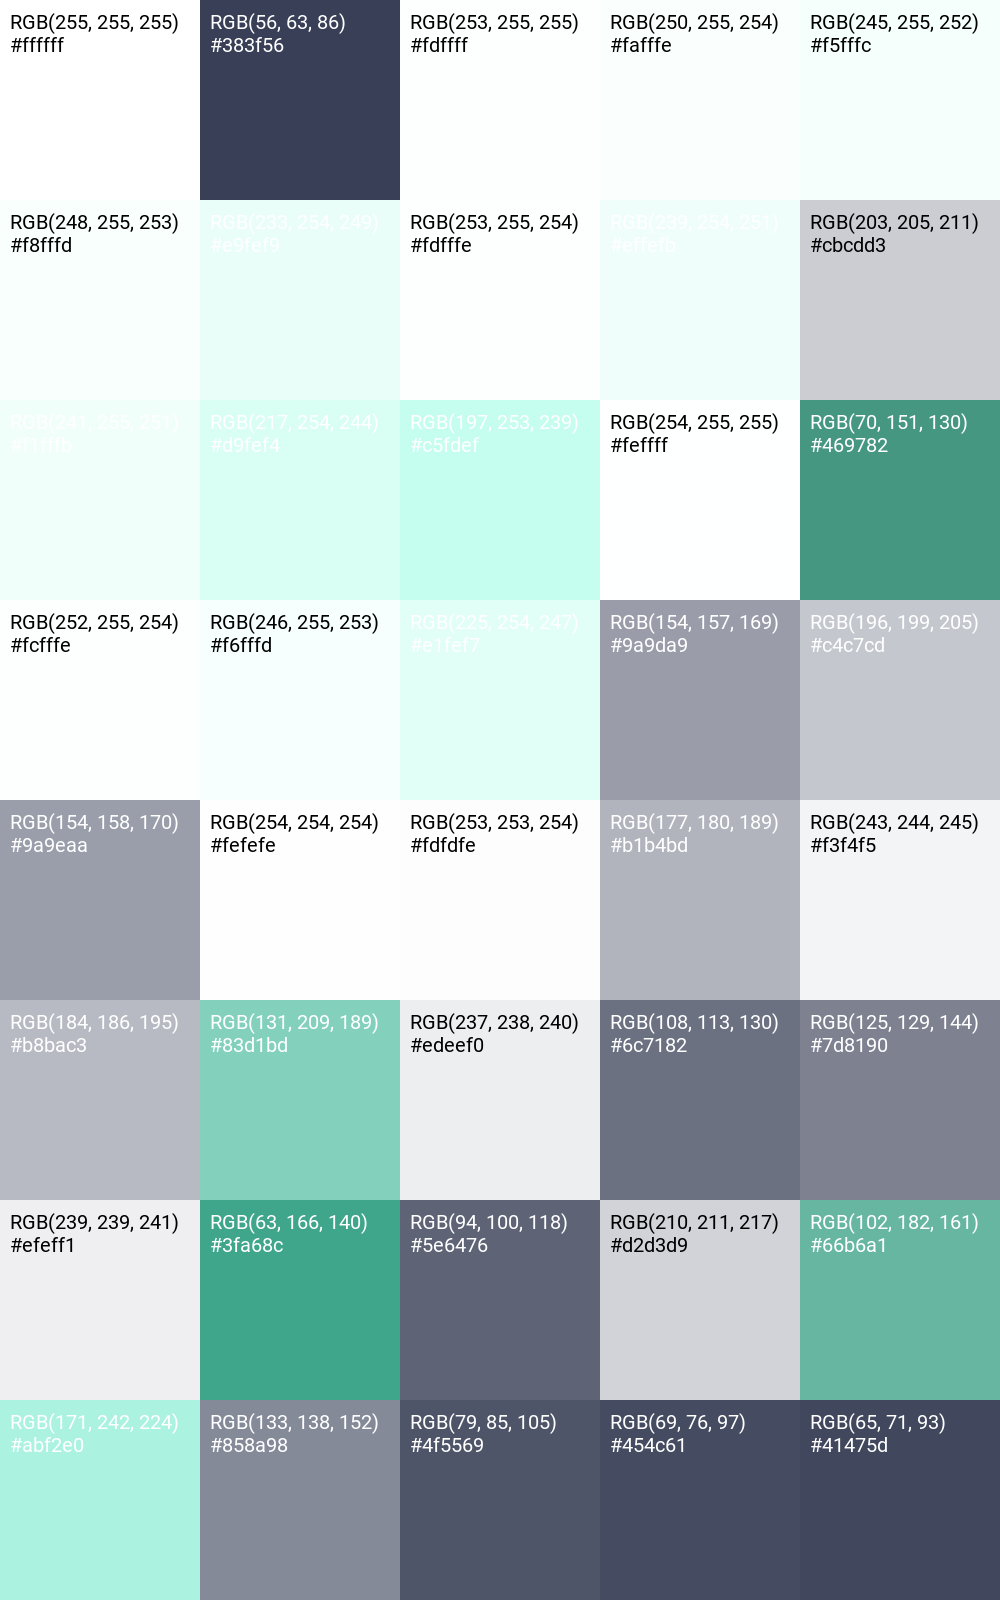 RGB(255, 255, 255)
#ffffff
RGB(56, 63, 86)
#383f56
RGB(253, 255, 255)
#fdffff
RGB(250, 255, 254)
#fafffe
RGB(245, 255, 252)
#f5fffc
RGB(248, 255, 253)
#f8fffd
RGB(233, 254, 249)
#e9fef9
RGB(253, 255, 254)
#fdfffe
RGB(239, 254, 251)
#effefb
RGB(203, 205, 211)
#cbcdd3
RGB(241, 255, 251)
#f1fffb
RGB(217, 254, 244)
#d9fef4
RGB(197, 253, 239)
#c5fdef
RGB(254, 255, 255)
#feffff
RGB(70, 151, 130)
#469782
RGB(252, 255, 254)
#fcfffe
RGB(246, 255, 253)
#f6fffd
RGB(225, 254, 247)
#e1fef7
RGB(154, 157, 169)
#9a9da9
RGB(196, 199, 205)
#c4c7cd
RGB(154, 158, 170)
#9a9eaa
RGB(254, 254, 254)
#fefefe
RGB(253, 253, 254)
#fdfdfe
RGB(177, 180, 189)
#b1b4bd
RGB(243, 244, 245)
#f3f4f5
RGB(184, 186, 195)
#b8bac3
RGB(131, 209, 189)
#83d1bd
RGB(237, 238, 240)
#edeef0
RGB(108, 113, 130)
#6c7182
RGB(125, 129, 144)
#7d8190
RGB(239, 239, 241)
#efeff1
RGB(63, 166, 140)
#3fa68c
RGB(94, 100, 118)
#5e6476
RGB(210, 211, 217)
#d2d3d9
RGB(102, 182, 161)
#66b6a1
RGB(171, 242, 224)
#abf2e0
RGB(133, 138, 152)
#858a98
RGB(79, 85, 105)
#4f5569
RGB(69, 76, 97)
#454c61
RGB(65, 71, 93)
#41475d